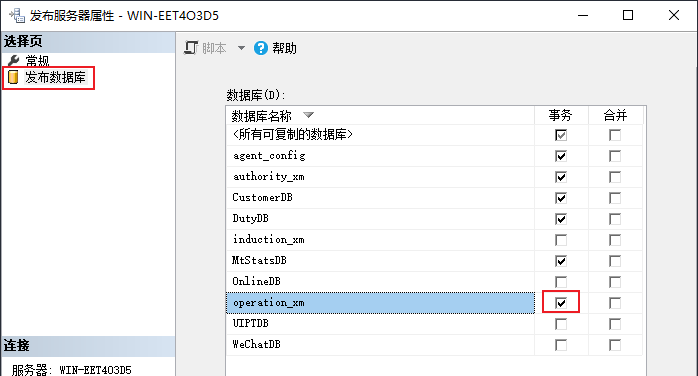 发布服务器属性 - WIN-EET4O3D5
选择页
常规
发布数据库
脚本
帮助
数据库(D):
数据库名称 事务 合并
<所有可复制的数据库>
agent_config
authority_xm
CustomerDB
DutyDB
induction_xm
MtStatsDB
OnlineDB
operation_xm
UIPTDB
WeChatDB
连接
服务器: WIN-EET4O3D5